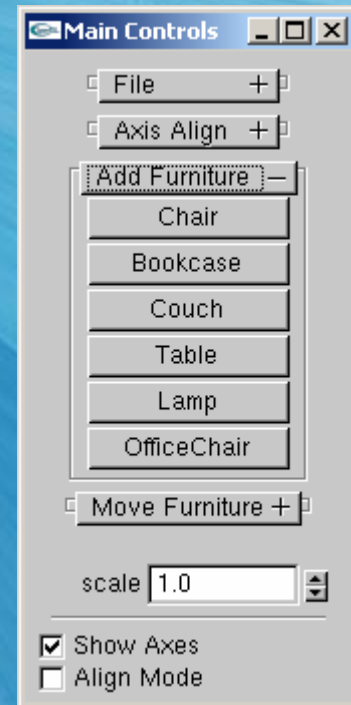 Main Controls
File +
Axis Align +
Add Furniture –
Chair
Bookcase
Couch
Table
Lamp
OfficeChair
Move Furniture +
scale 1.0
Show Axes
Align Mode